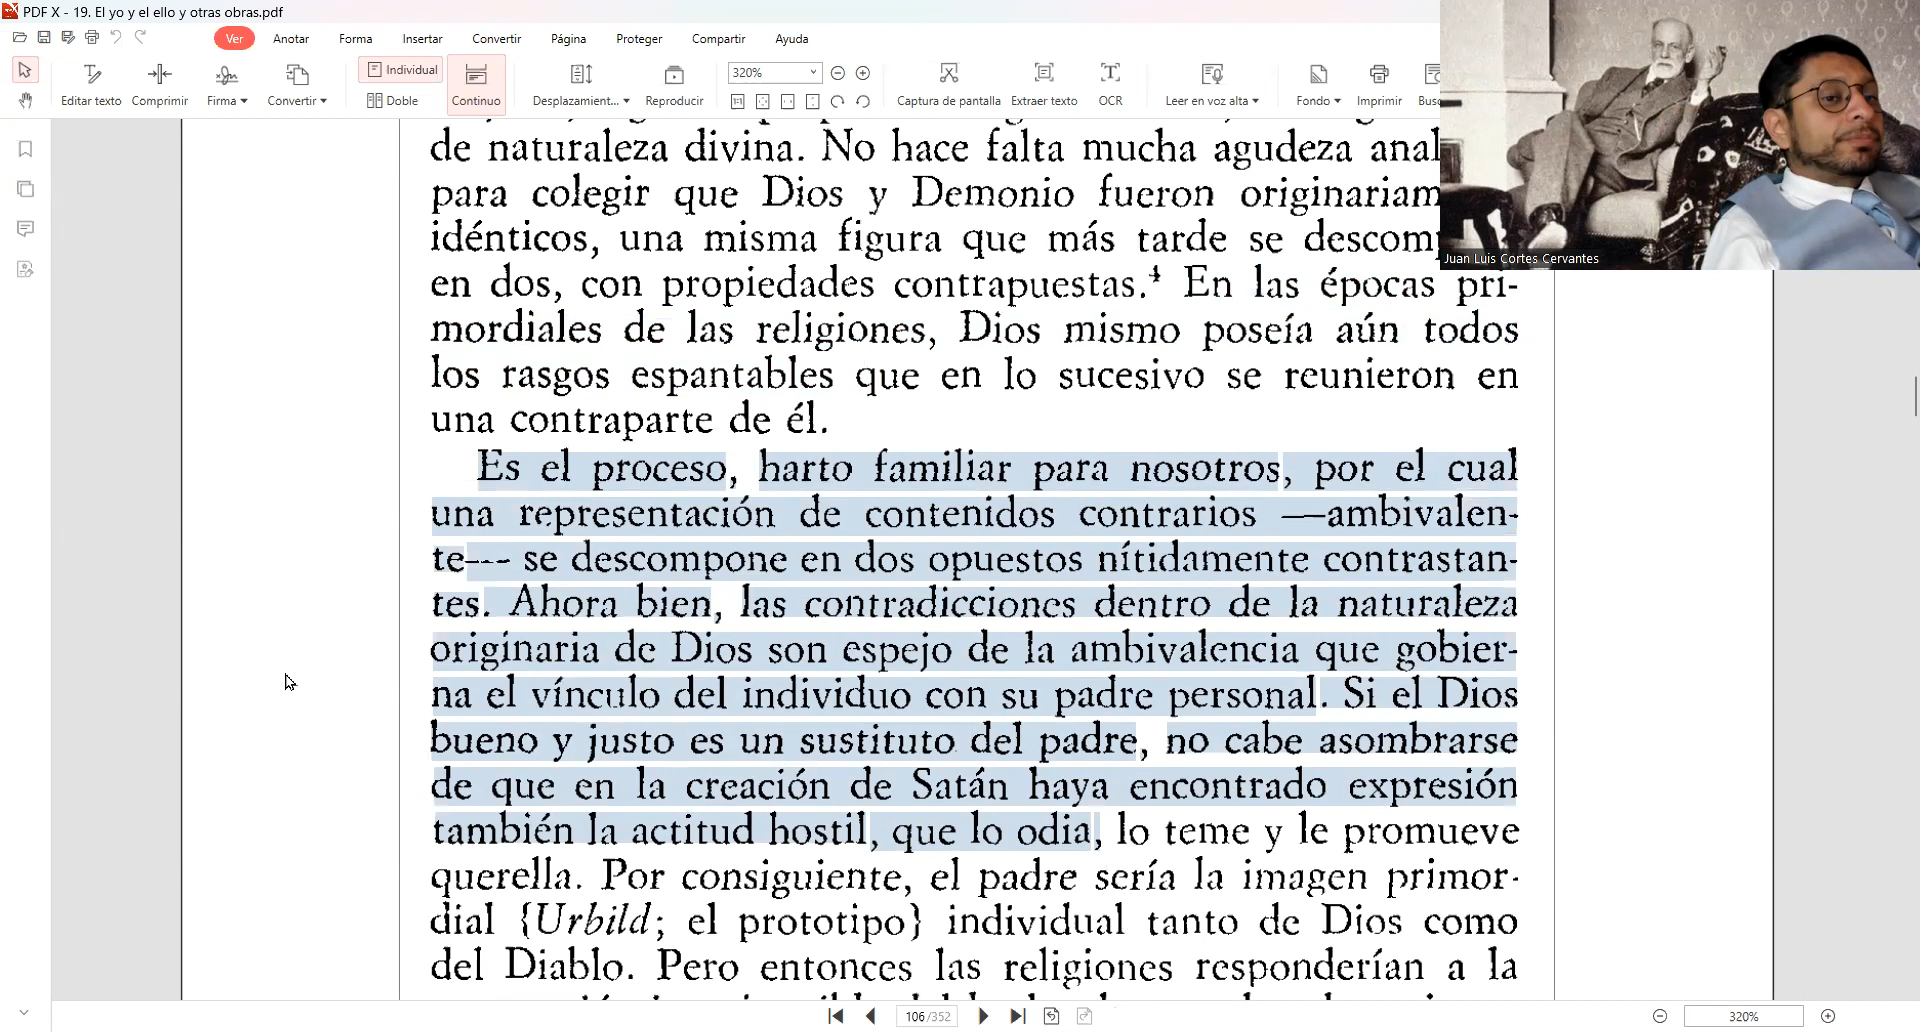 PDF X - 19. El yo y el ello y otras obras.pdf
Ver Anotar Forma Insertar Convertir Página Proteger Compartir Ayuda
Individual
320%
Editar texto Comprimir Firma Convertir Doble Continuo Desplazamient... Reproducir Captura de pantalla Extraer texto OCR Leer en voz alta Fondo Imprimir Busc
OCR
Juan Luis Cortes Cervantes
de naturaleza divina. No hace falta mucha agudeza anal
para colegir que Dios y Demonio fueron originariam
idénticos, una misma figura que más tarde se descom
en dos, con propiedades contrapuestas.⁴ En las épocas pri-
mordiales de las religiones, Dios mismo poseía aún todos
los rasgos espantables que en lo sucesivo se reunieron en
una contraparte de él.
Es el proceso, harto familiar para nosotros, por el cual
una representación de contenidos contrarios —ambivalen-
te— se descompone en dos opuestos nítidamente contrastan-
tes. Ahora bien, las contradicciones dentro de la naturaleza
originaria de Dios son espejo de la ambivalencia que gobier-
na el vínculo del individuo con su padre personal. Si el Dios
bueno y justo es un sustituto del padre, no cabe asombrarse
de que en la creación de Satán haya encontrado expresión
también la actitud hostil, que lo odia, lo teme y le promueve
querella. Por consiguiente, el padre sería la imagen primor-
dial {Urbild; el prototipo} individual tanto de Dios como
del Diablo. Pero entonces las religiones responderían a la
106/352
320%